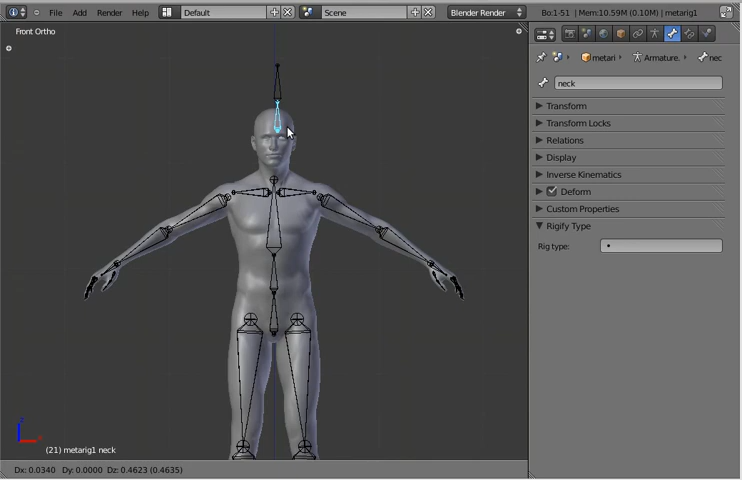 File Add Render Help Default Scene Blender Render Bo:1-51 | Mem:10.59M (0.10M) | metarig1
Front Ortho
metari Armature. nec
neck
Transform
Transform Locks
Relations
Display
Inverse Kinematics
Deform
Custom Properties
Rigify Type
Rig type:
(21) metarig1 neck
Dx: 0.0340 Dy: 0.0000 Dz: 0.4623 (0.4635)